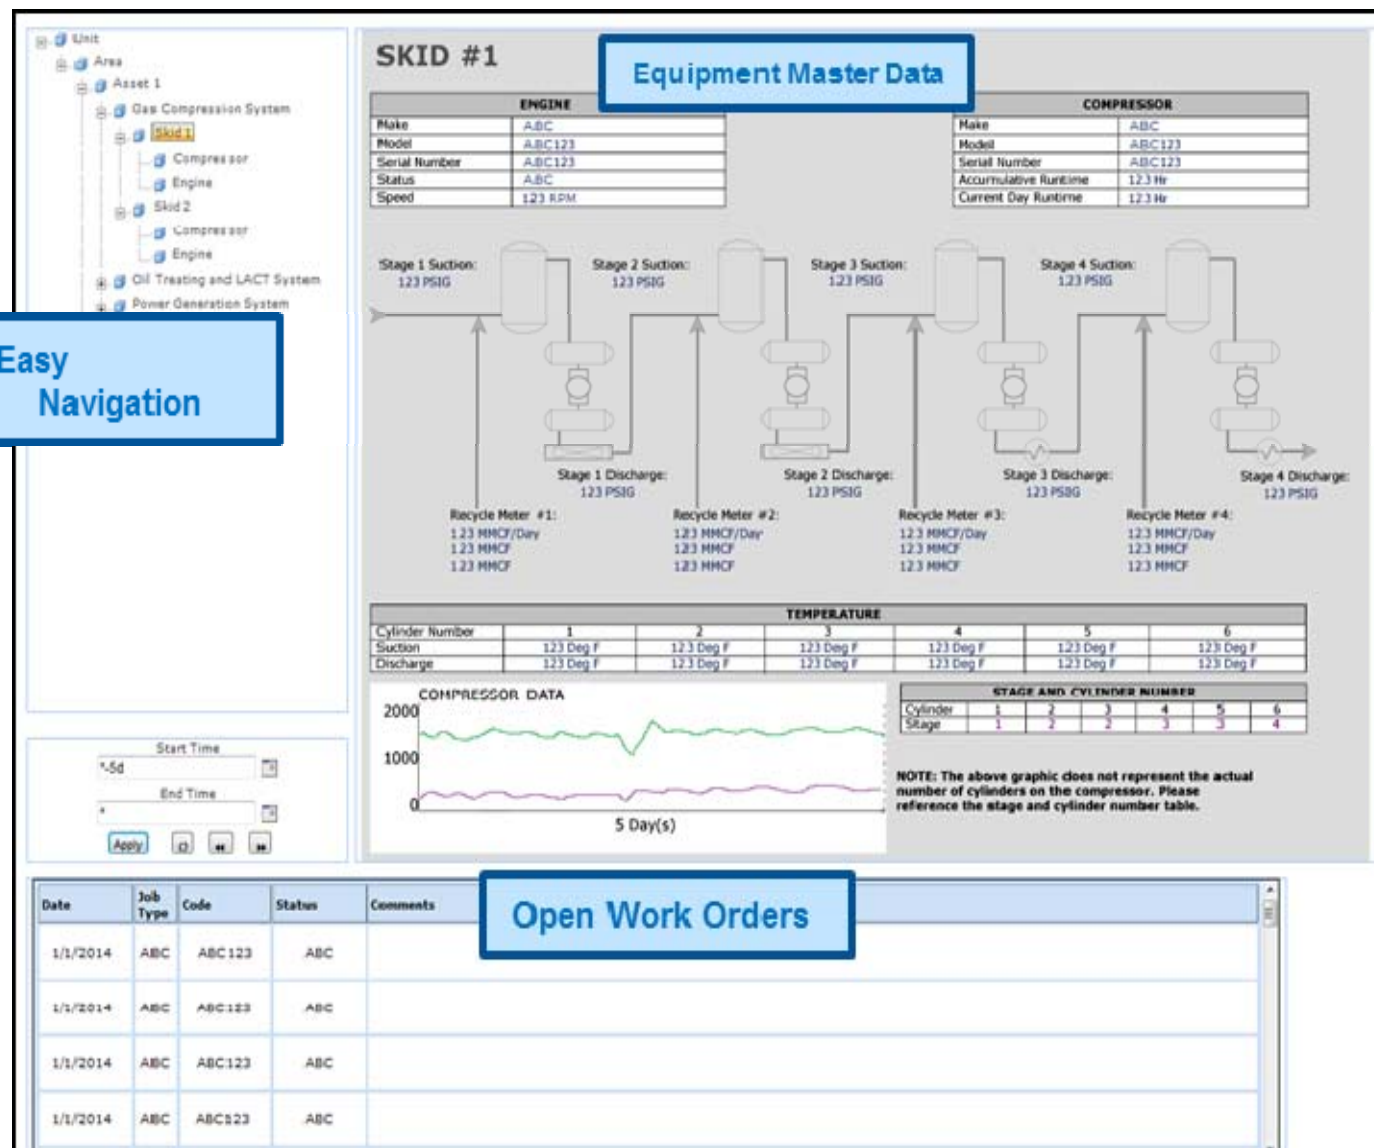 Unit
Area
Asset 1
Gas Compression System
Skid 1
Compressor
Engine
Skid 2
Compressor
Engine
Oil Treating and LACT System
Power Generation System
Easy
Navigation
Start Time
*-5d
End Time
*
Apply
SKID #1
Equipment Master Data
ENGINE
Make ABC
Model ABC123
Serial Number ABC123
Status ABC
Speed 123 RPM
COMPRESSOR
Make ABC
Model ABC123
Serial Number ABC123
Accumulative Runtime 123 Hr
Current Day Runtime 123 Hr
Stage 1 Suction: Stage 2 Suction: Stage 3 Suction: Stage 4 Suction:
123 PSIG 123 PSIG 123 PSIG 123 PSIG
Stage 1 Discharge: Stage 2 Discharge: Stage 3 Discharge: Stage 4 Discharge:
123 PSIG 123 PSIG 123 PSIG 123 PSIG
Recycle Meter #1: Recycle Meter #2: Recycle Meter #3: Recycle Meter #4:
123 MMCF/Day 123 MMCF/Day 123 MMCF/Day 123 MMCF/Day
123 MMCF 123 MMCF 123 MMCF 123 MMCF
123 MMCF 123 MMCF 123 MMCF 123 MMCF
TEMPERATURE
Cylinder Number 1 2 3 4 5 6
Suction 123 Deg F 123 Deg F 123 Deg F 123 Deg F 123 Deg F 123 Deg F
Discharge 123 Deg F 123 Deg F 123 Deg F 123 Deg F 123 Deg F 123 Deg F
COMPRESSOR DATA
2000
1000
0
5 Day(s)
STAGE AND CYLINDER NUMBER
Cylinder 1 2 3 4 5 6
Stage 1 2 2 3 3 4
NOTE: The above graphic does not represent the actual
number of cylinders on the compressor. Please
reference the stage and cylinder number table.
Open Work Orders
Date Job Type Code Status Comments
1/1/2014 ABC ABC123 ABC
1/1/2014 ABC ABC123 ABC
1/1/2014 ABC ABC123 ABC
1/1/2014 ABC ABC123 ABC